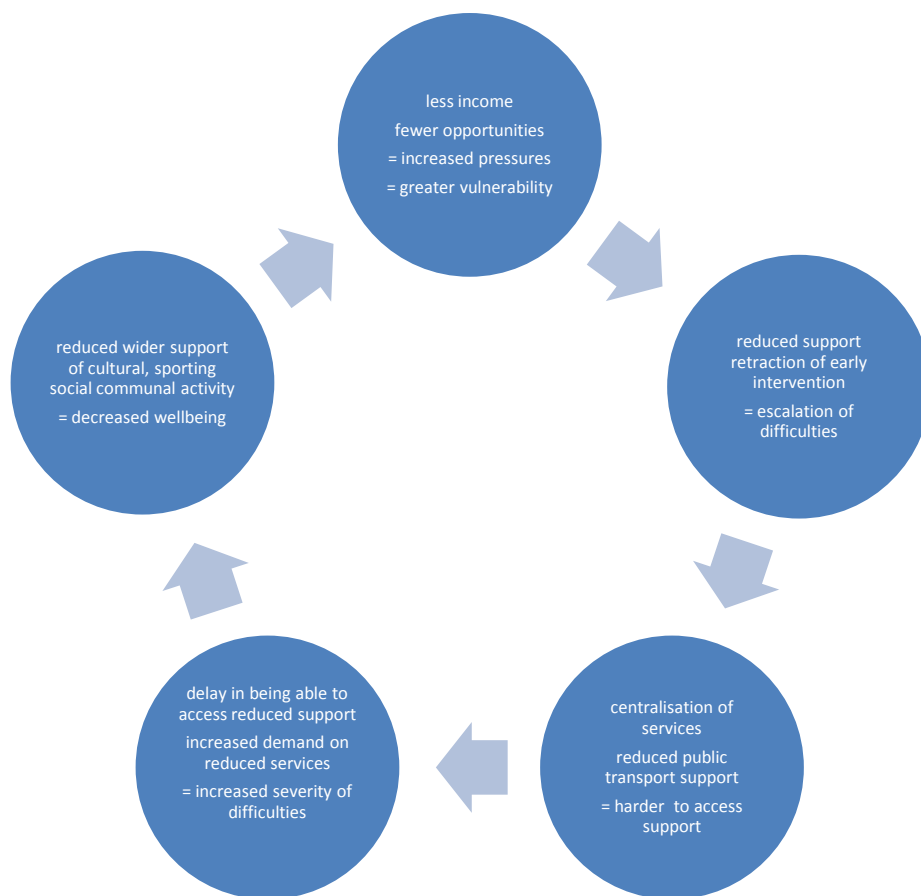 less income
fewer opportunities
= increased pressures
= greater vulnerability
reduced support
retraction of early
intervention
= escalation of
difficulties
centralisation of
services
reduced public
transport support
= harder  to access
support
delay in being able to
access reduced support
increased demand on
reduced services
= increased severity of
difficulties
reduced wider support
of cultural, sporting
social communal activity
= decreased wellbeing